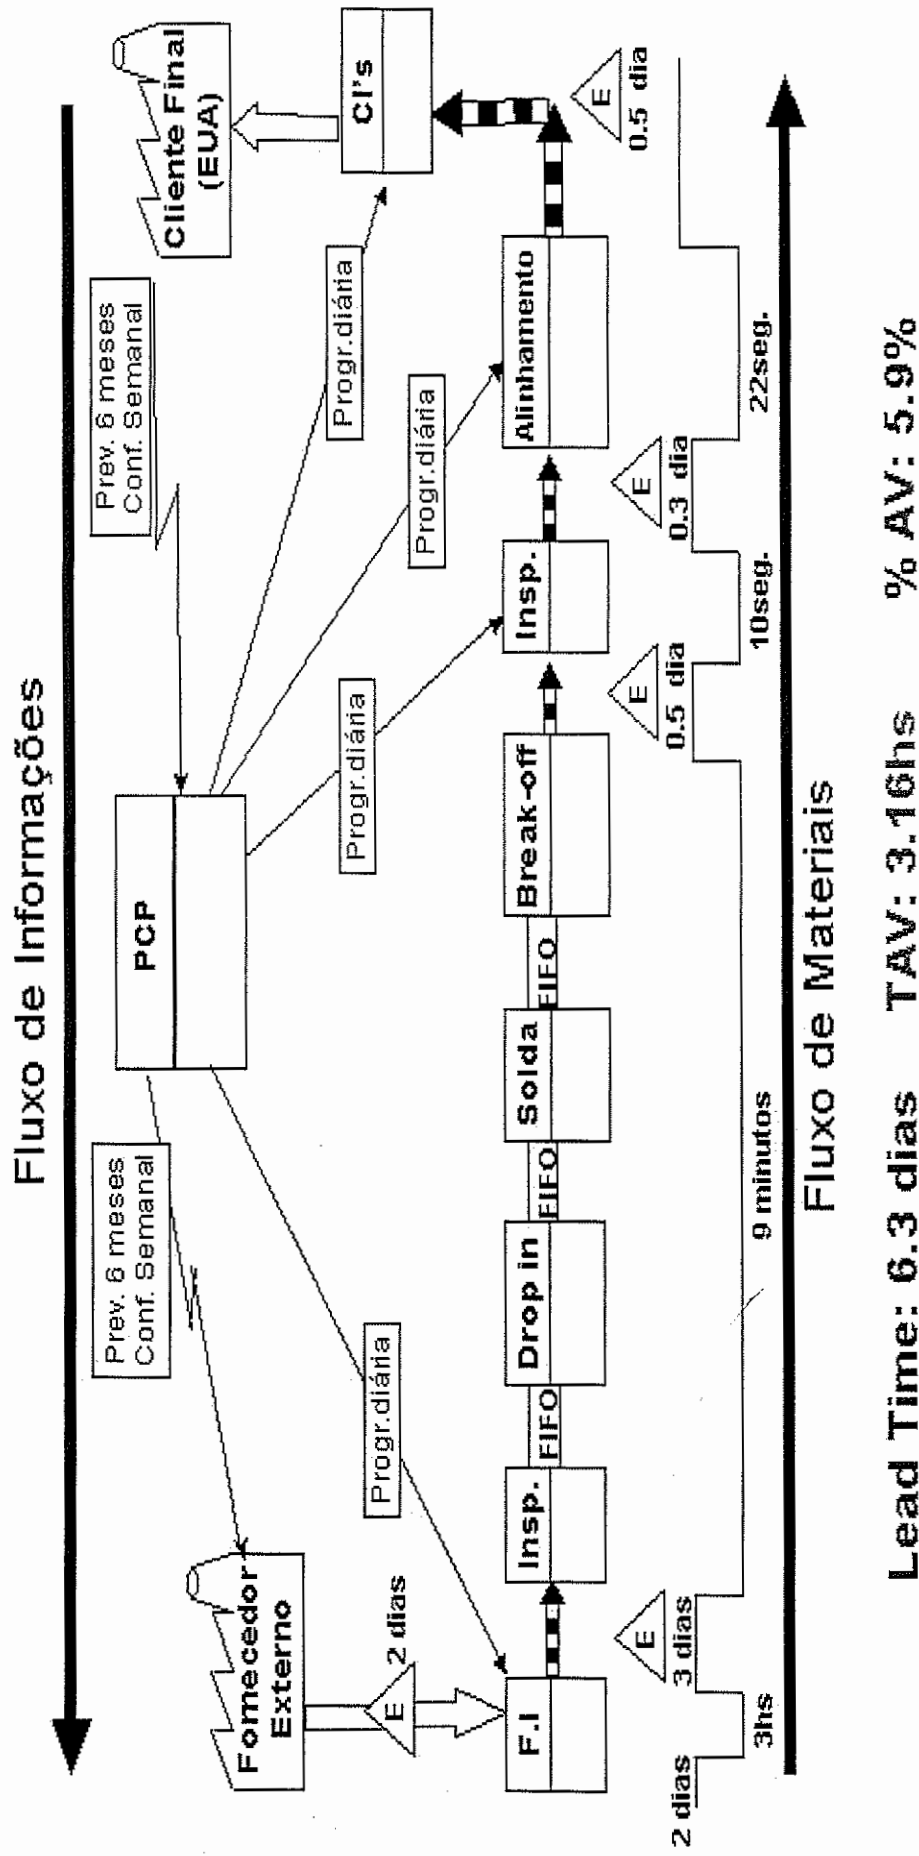 Fluxo de Informações
Prev. 6 meses
Conf. Semanal
PCP
Prev. 6 meses
Conf. Semanal
Fornecedor
Externo
Cliente Final
(EUA)
E
2 dias
Progr.diária
Progr.diária
Progr.diária
Progr.diária
CI's
F.I
Insp.
FIFO
Drop in
FIFO
Solda
FIFO
Break-off
Insp.
Alinhamento
E
E
E
E
2 dias
3hs
3 dias
9 minutos
0.5 dia
10seg.
0.3 dia
22seg.
0.5 dia
Fluxo de Materiais
Lead Time: 6.3 dias TAV: 3.16hs % AV: 5.9%